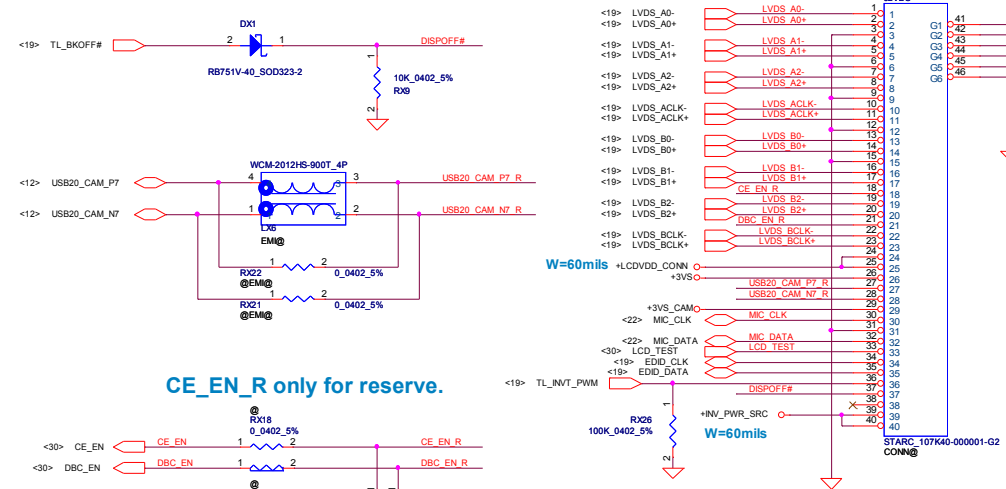 DX1
<19> TL_BKOFF# 2 1 DISPOFF#
RB751V-40_SOD323-2
1
10K_0402_5%
RX9
2
WCM-2012HS-900T_4P
<12> USB20_CAM_P7 4 3 3 USB20_CAM_P7_R
<12> USB20_CAM_N7 1 2 2 USB20_CAM_N7_R
LX6
EMI@
1 2
RX22 0_0402_5%
@EMI@
1 2
RX21 0_0402_5%
@EMI@
CE_EN_R only for reserve.
@
RX18
0_0402_5%
<30> CE_EN CE_EN 1 2 CE_EN_R
<30> DBC_EN DBC_EN 1 2 DBC_EN_R
@
<19> LVDS_A0- LVDS_A0- 1 1
<19> LVDS_A0+ LVDS_A0+ 2 2
3 3
<19> LVDS_A1- LVDS_A1- 4 4
<19> LVDS_A1+ LVDS_A1+ 5 5
6 6
<19> LVDS_A2- LVDS_A2- 7 7
<19> LVDS_A2+ LVDS_A2+ 8 8
9 9
<19> LVDS_ACLK- LVDS_ACLK- 10 10
<19> LVDS_ACLK+ LVDS_ACLK+ 11 11
12 12
<19> LVDS_B0- LVDS_B0- 13 13
<19> LVDS_B0+ LVDS_B0+ 14 14
15 15
<19> LVDS_B1- LVDS_B1- 16 16
<19> LVDS_B1+ LVDS_B1+ 17 17
CE_EN_R 18 18
<19> LVDS_B2- LVDS_B2- 19 19
<19> LVDS_B2+ LVDS_B2+ 20 20
DBC_EN_R 21 21
<19> LVDS_BCLK- LVDS_BCLK- 22 22
<19> LVDS_BCLK+ LVDS_BCLK+ 23 23
24 24
W=60mils +LCDVDD_CONN 25 25
+3VS 26 26
USB20_CAM_P7_R 27 27
USB20_CAM_N7_R 28 28
+3VS_CAM 29 29
<22> MIC_CLK MIC_CLK 30 30
31 31
<22> MIC_DATA MIC_DATA 32 32
<30> LCD_TEST LCD_TEST 33 33
<19> EDID_CLK 34 34
<19> EDID_DATA 35 35
<19> TL_INVT_PWM 36 36
DISPOFF# 37 37
38 38
+INV_PWR_SRC 39 39
40 40
1
RX26
100K_0402_5%
2
W=60mils
G1 41
G2 42
G3 43
G4 44
G5 45
G6 46
STARC_107K40-000001-G2
CONN@